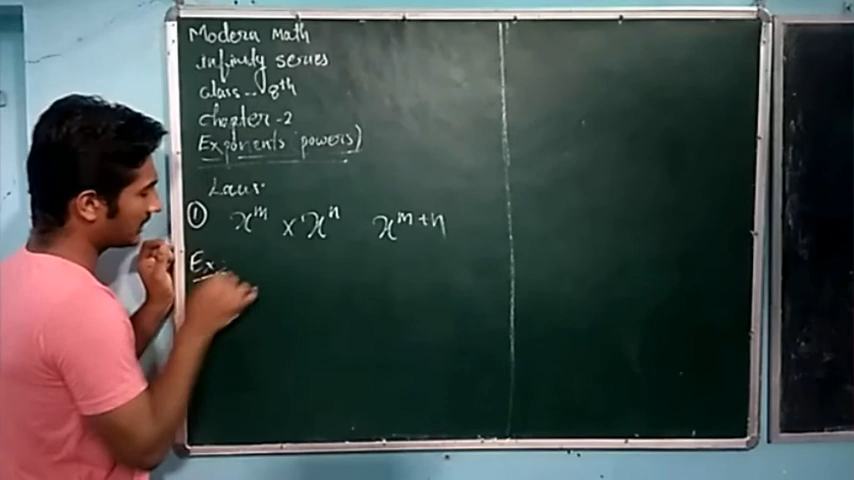 Modern Math
Infinity series
class - 8th
chapter -2
Exponents powers)
Laws.
① x^m × x^n x^m+n
Ex: